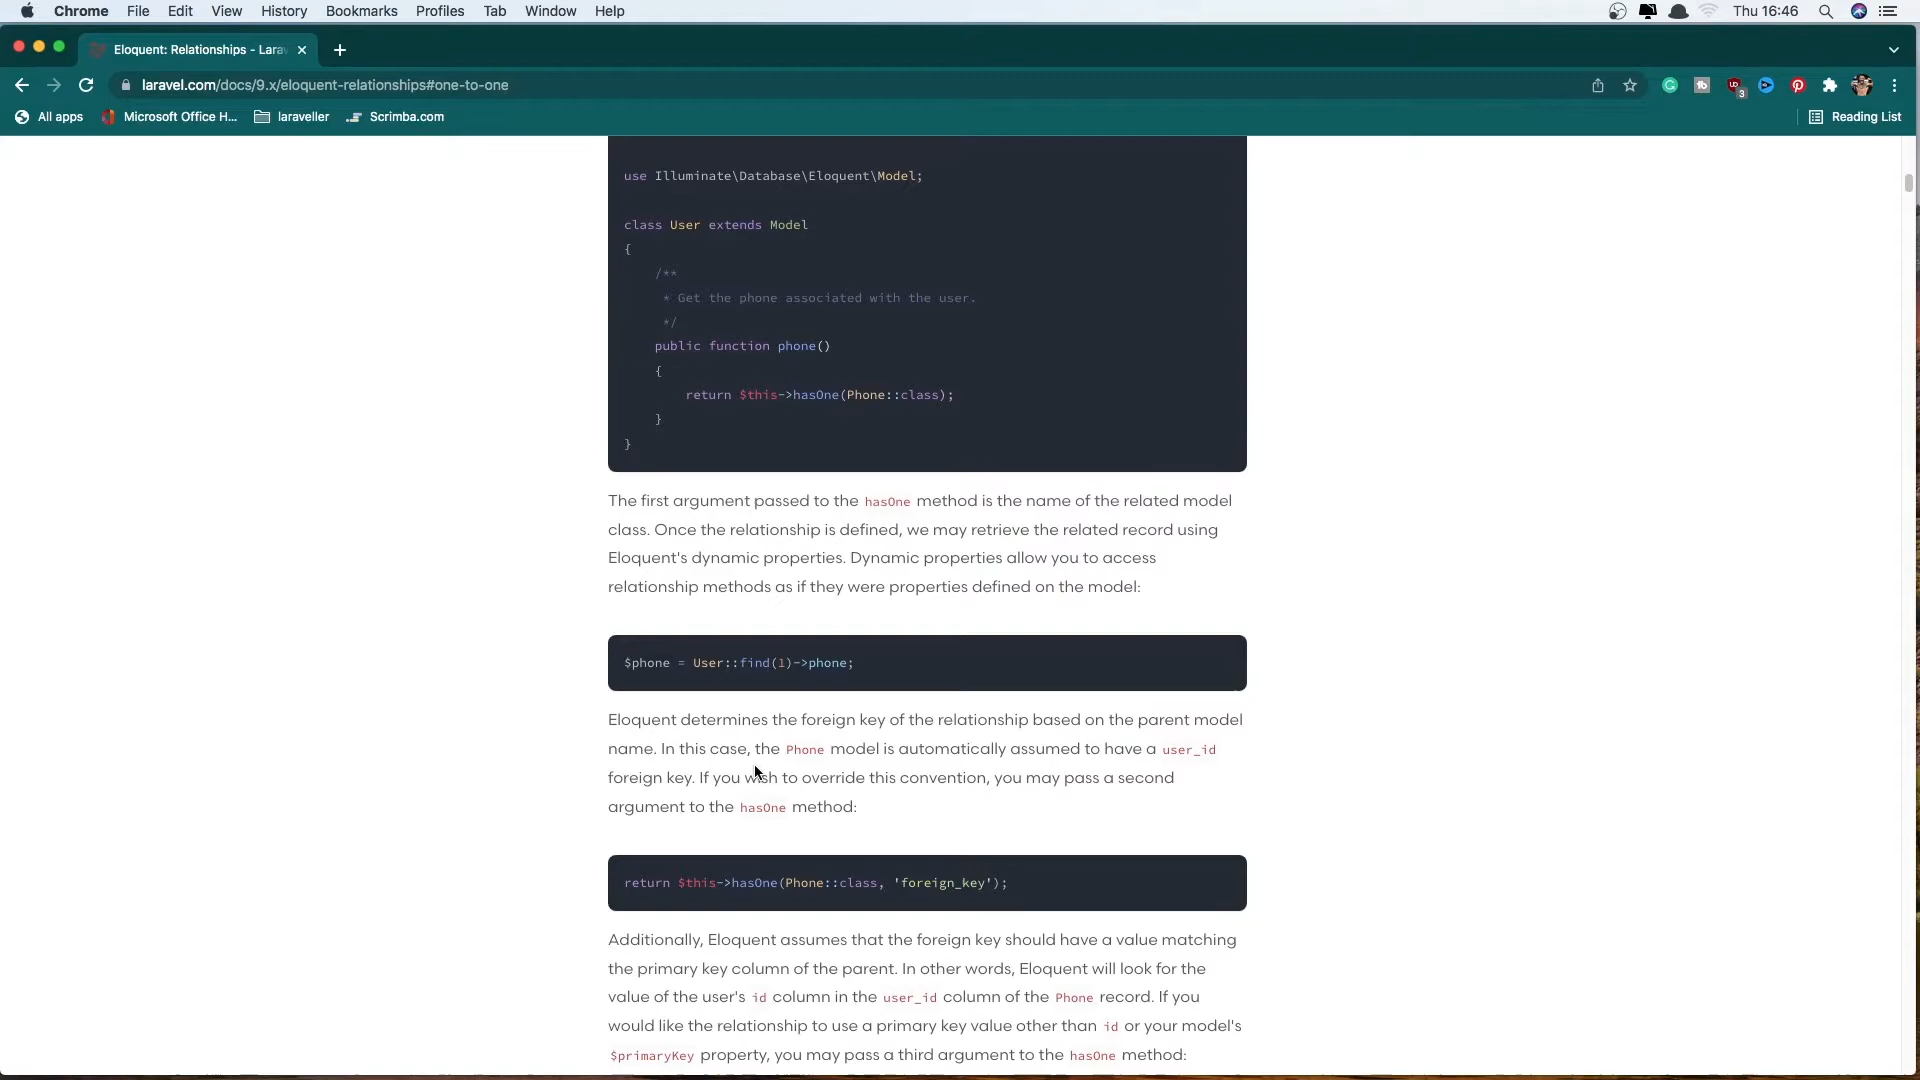 Chrome File Edit View History Bookmarks Profiles Tab Window Help Thu 16:46
Eloquent: Relationships - Lara
laravel.com/docs/9.x/eloquent-relationships#one-to-one
All apps Microsoft Office H... laraveller Scrimba.com Reading List
use Illuminate\Database\Eloquent\Model;
class User extends Model
{
/**
* Get the phone associated with the user.
*/
public function phone()
{
return $this->hasOne(Phone::class);
}
}
The first argument passed to the hasOne method is the name of the related model
class. Once the relationship is defined, we may retrieve the related record using
Eloquent's dynamic properties. Dynamic properties allow you to access
relationship methods as if they were properties defined on the model:
$phone = User::find(1)->phone;
Eloquent determines the foreign key of the relationship based on the parent model
name. In this case, the Phone model is automatically assumed to have a user_id
foreign key. If you wish to override this convention, you may pass a second
argument to the hasOne method:
return $this->hasOne(Phone::class, 'foreign_key');
Additionally, Eloquent assumes that the foreign key should have a value matching
the primary key column of the parent. In other words, Eloquent will look for the
value of the user's id column in the user_id column of the Phone record. If you
would like the relationship to use a primary key value other than id or your model's
$primaryKey property, you may pass a third argument to the hasOne method: